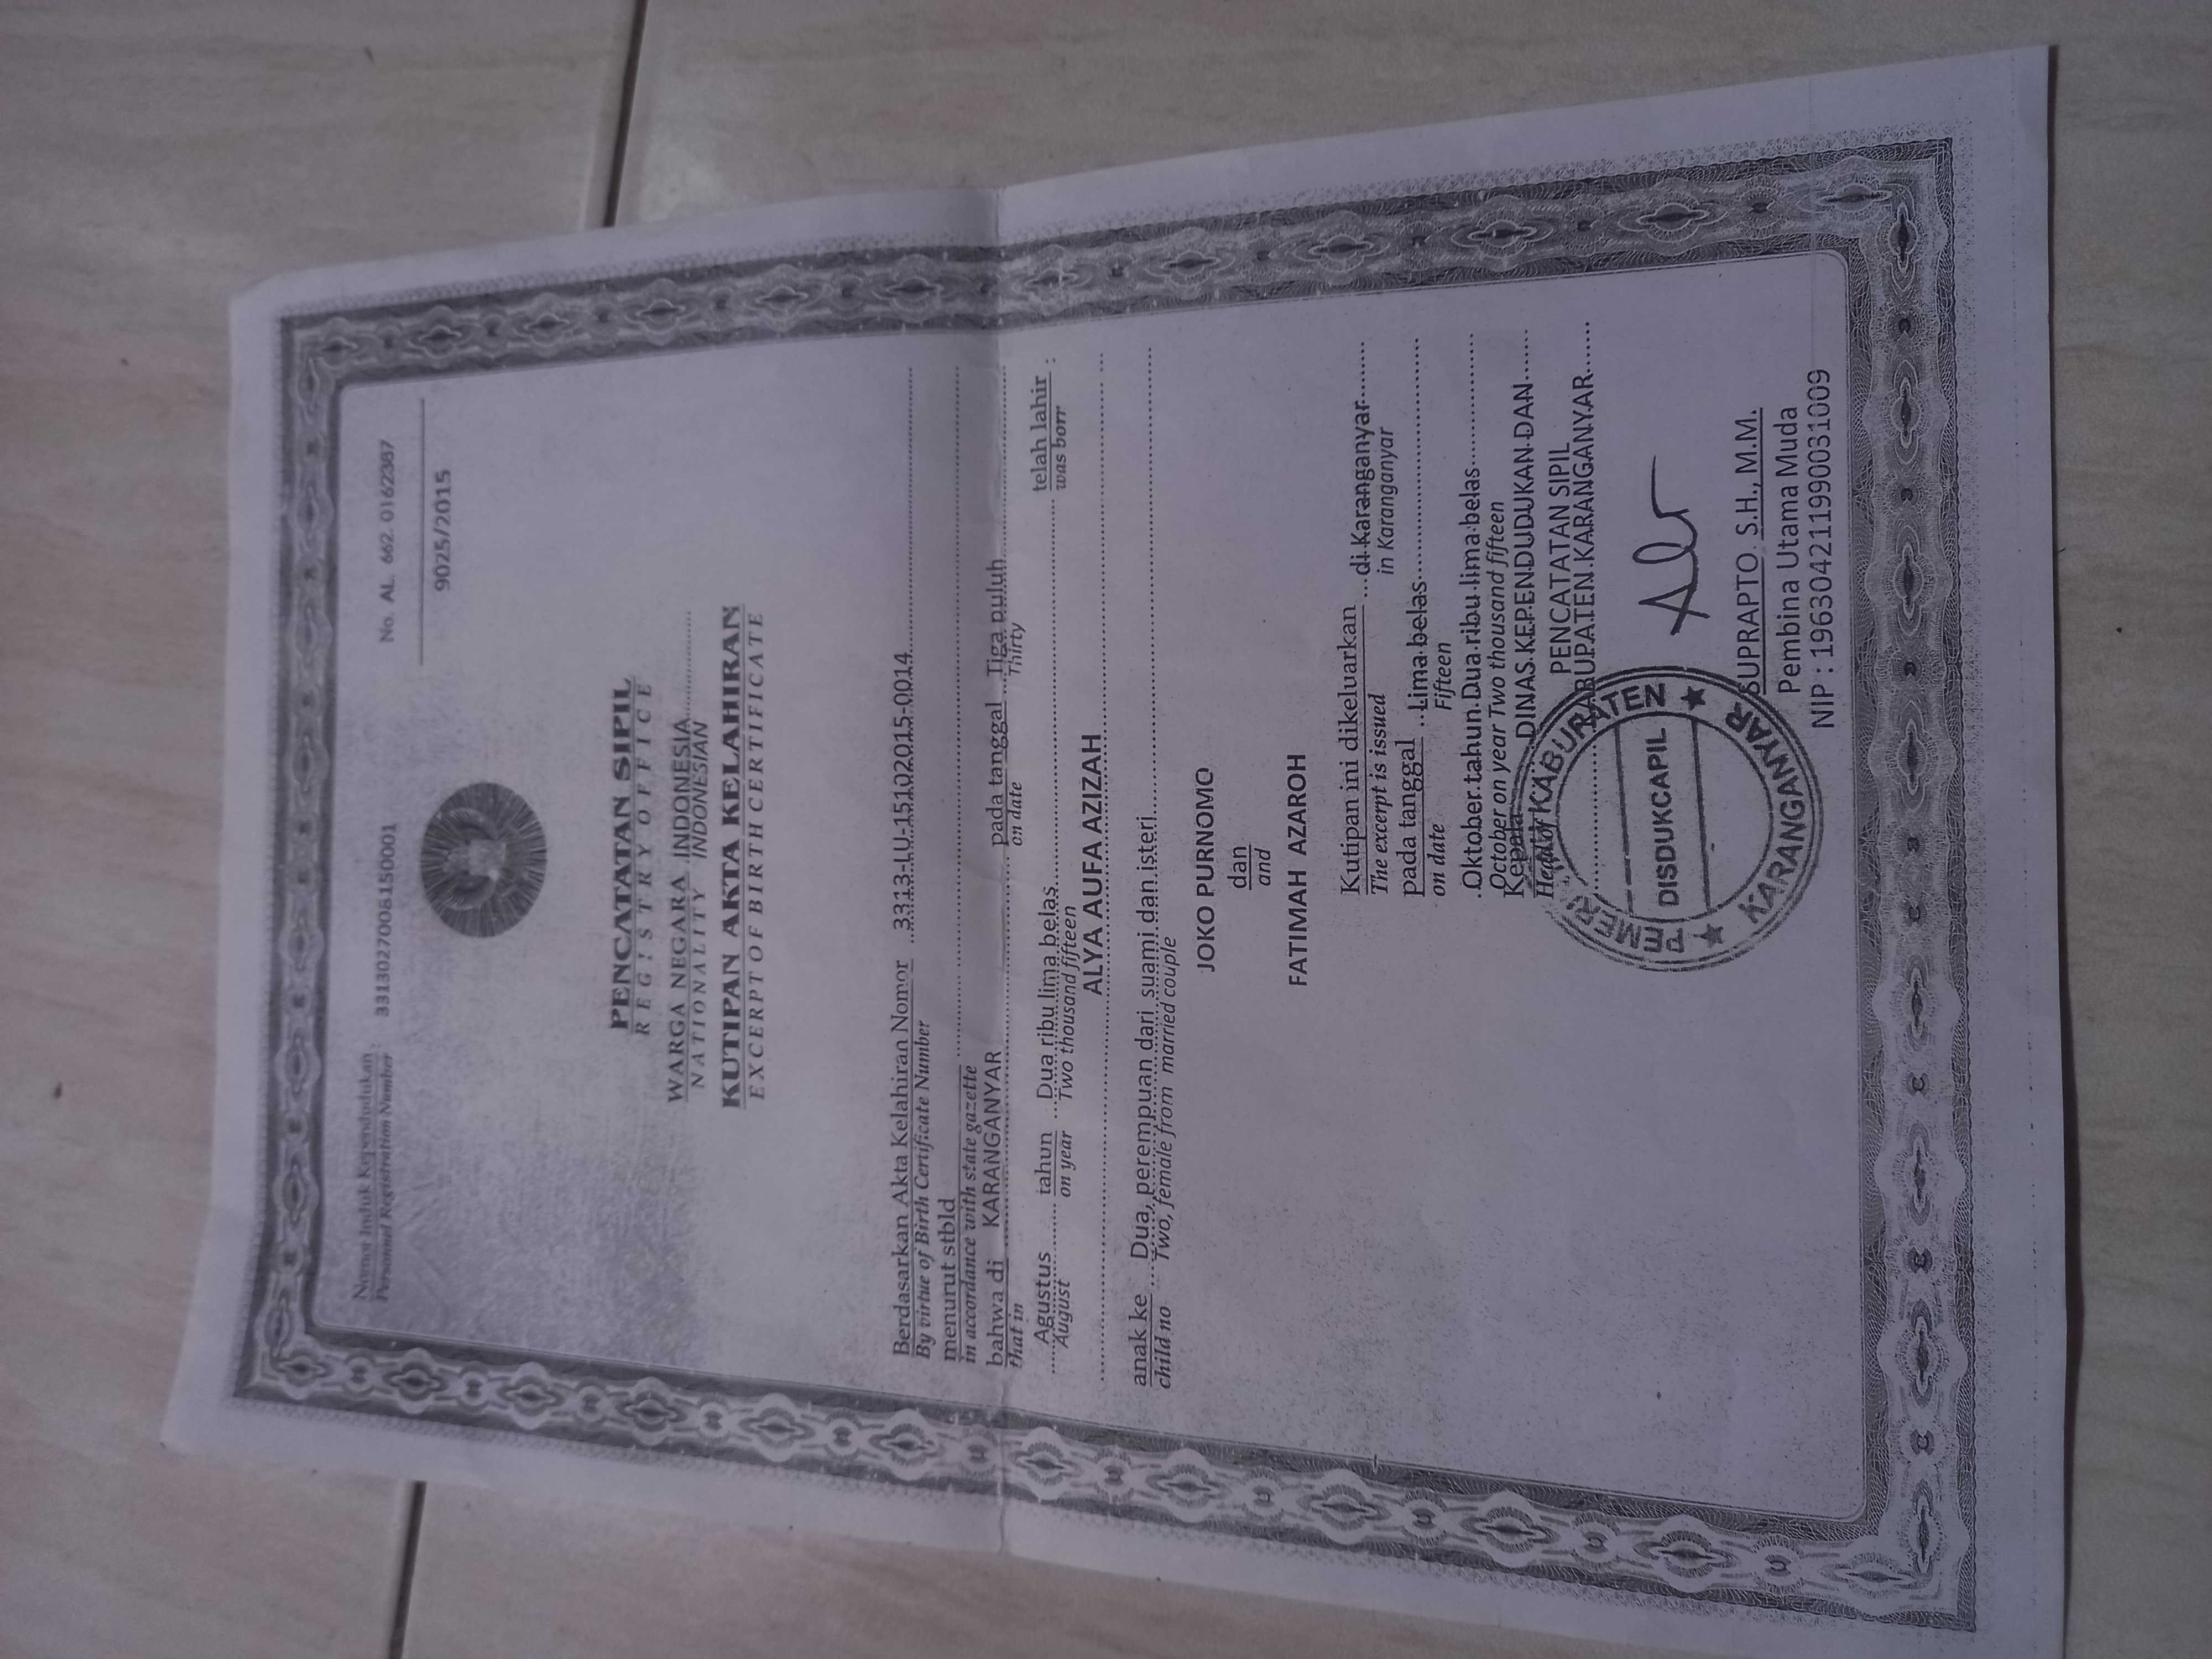 Nomor Induk Kependudukan : 3313027008150001
Personal Registration Number
No. AL. 662. 0162387
9025/2015
PENCATATAN SIPIL
REGISTRY OFFICE
WARGA NEGARA INDONESIA
NATIONALITY INDONESIAN
KUTIPAN AKTA KELAHIRAN
EXCERPT OF BIRTH CERTIFICATE
Berdasarkan Akta Kelahiran Nomor 3313-LU-15102015-0014
By virtue of Birth Certificate Number
menurut stbld
in accordance with state gazette
bahwa di KARANGANYAR pada tanggal Tiga puluh
that in on date Thirty
Agustus tahun Dua ribu lima belas telah lahir :
August on year Two thousand fifteen was born
ALYA AUFA AZIZAH
anak ke Dua, perempuan dari suami dan isteri
child no Two, female from married couple
JOKO PURNOMO
dan
and
FATIMAH AZAROH
Kutipan ini dikeluarkan di Karanganyar
The excerpt is issued in Karanganyar
pada tanggal Lima belas
on date Fifteen
Oktober tahun Dua ribu lima belas
October on year Two thousand fifteen
Kepala DINAS KEPENDUDUKAN DAN
Head of PENCATATAN SIPIL
KABUPATEN KARANGANYAR
KABUPATEN
DISDUKCAPIL
KARANGANYAR
SUPRAPTO S.H., M.M.
Pembina Utama Muda
NIP : 196304211990031009